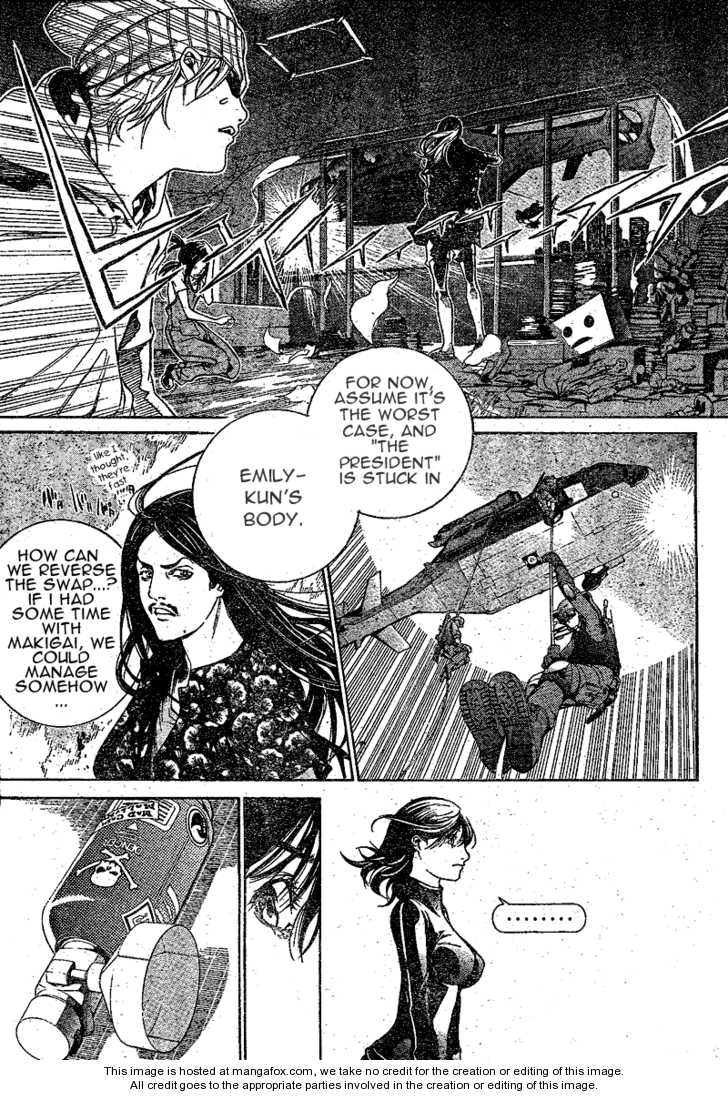 FOR NOW,
ASSUME IT'S
THE WORST
CASE, AND
"THE
PRESIDENT"
IS STUCK IN
EMILY-
KUN'S
BODY.
like I
thought,
they're
fast
HOW CAN
WE REVERSE
THE SWAP....?
IF I HAD
SOME TIME
WITH
MAKIGAI, WE
COULD
MANAGE
SOMEHOW
...
........
This image is hosted at mangafox.com, we take no credit for the creation or editing of this image.
All credit goes to the appropriate parties involved in the creation or editing of this image.